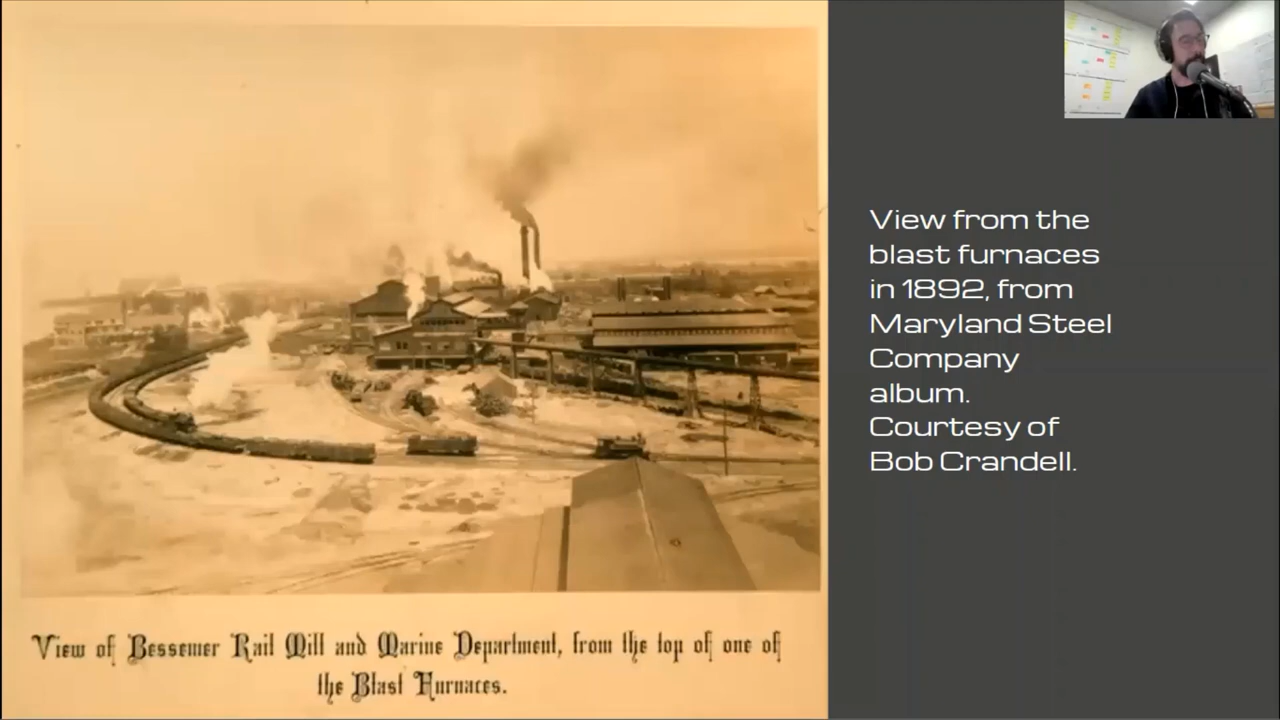 View of Bessemer Rail Mill and Marine Department, from the top of one of
the Blast Furnaces.
View from the
blast furnaces
in 1892, from
Maryland Steel
Company
album.
Courtesy of
Bob Crandell.